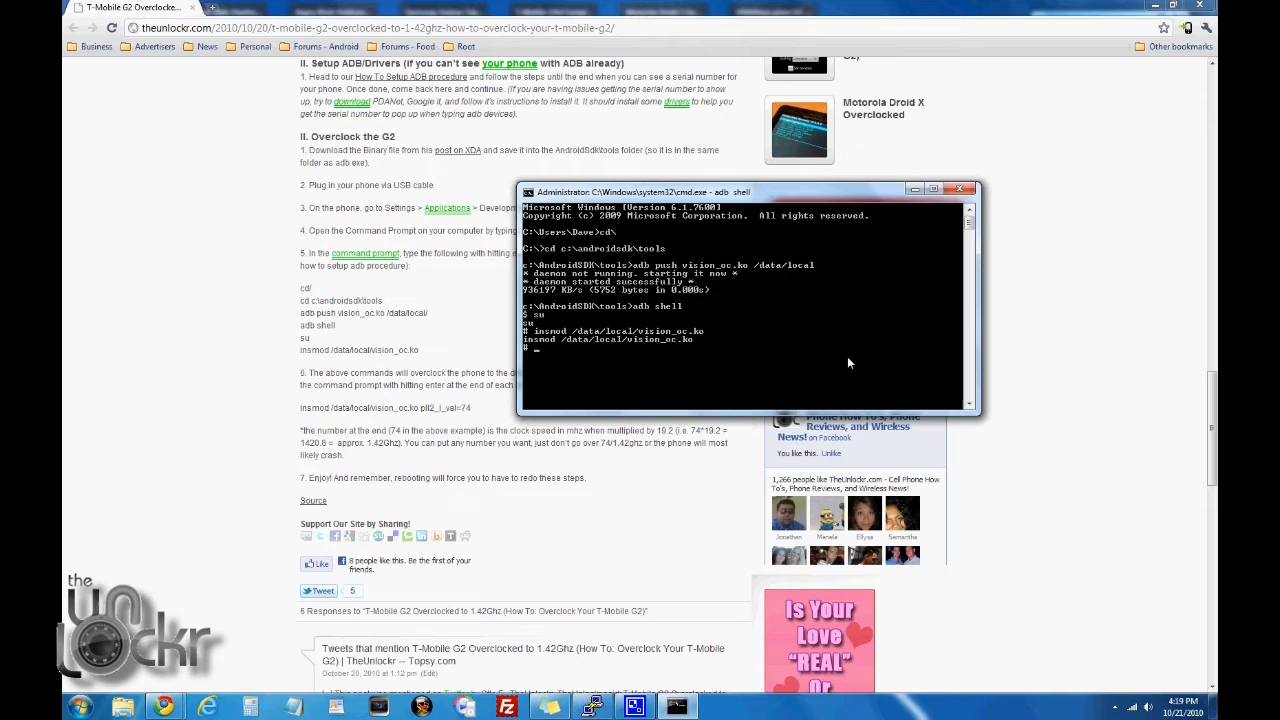 T-Mobile G2 Overclocke
theunlockr.com/2010/10/20/t-mobile-g2-overclocked-to-1-42ghz-how-to-overclock-your-t-mobile-g2/
Business Advertisers News Personal Forums - Android Forums - Food Root Other bookmarks
II. Setup ADB/Drivers (if you can't see your phone with ADB already)
1. Head to our How To Setup ADB procedure and follow the steps until the end when you can see a serial number
for your phone. Once done, come back here and continue. (If you are having issues getting the serial number to show
up, try to download PDANet, Google it, and follow it's instructions to install it. It should install some drivers to help you
get the serial number to pop up when typing adb devices).
II. Overclock the G2
1. Download the Binary file from his post on XDA and save it into the AndroidSdk\tools folder (so it is in the same
folder as adb.exe).
2. Plug in your phone via USB cable
3. On the phone, go to Settings > Applications > Develop
4. Open the Command Prompt on your computer by typing
5. In the command prompt, type the following with hitting e
how to setup adb procedure):
cd/
cd c:\androidsdk\tools
adb push vision_oc.ko /data/local/
adb shell
su
insmod /data/local/vision_oc.ko
6. The above commands will overclock the phone to the d
the command prompt with hitting enter at the end of each l
insmod /data/local/vision_oc.ko pll2_l_val=74
*the number at the end (74 in the above example) is the clock speed in mhz when multiplied by 19.2 (i.e. 74*19.2 =
1420.8 = approx. 1.42Ghz). You can put any number you want, just don't go over 74/1.42ghz or the phone will most
likely crash.
7. Enjoy! And remember, rebooting will force you to have to redo these steps.
Source
Support Our Site by Sharing!
Like 8 people like this. Be the first of your
friends.
Tweet 5
6 Responses to "T-Mobile G2 Overclocked to 1.42Ghz (How To: Overclock Your T-Mobile G2)"
Tweets that mention T-Mobile G2 Overclocked to 1.42Ghz (How To: Overclock Your T-Mobile
G2) | TheUnlockr -- Topsy.com
October 20, 2010 at 1:12 pm (Edit)
G2)
Motorola Droid X
Overclocked
Administrator: C:\Windows\system32\cmd.exe - adb shell
Microsoft Windows [Version 6.1.7600]
Copyright (c) 2009 Microsoft Corporation. All rights reserved.
C:\Users\Dave>cd\
C:\>cd c:\androidsdk\tools
c:\AndroidSDK\tools>adb push vision_oc.ko /data/local
* daemon not running. starting it now *
* daemon started successfully *
936197 KB/s (5752 bytes in 0.000s)
c:\AndroidSDK\tools>adb shell
$ su
su
# insmod /data/local/vision_oc.ko
insmod /data/local/vision_oc.ko
# _
Phone How To's, Phone
Reviews, and Wireless
News! on Facebook
You like this. Unlike
1,266 people like TheUnlockr.com - Cell Phone How
To's, Phone Reviews, and Wireless News!
Jonathan Mariela Ellysa Samantha
Is Your
Love
"REAL"
Or
the
UnLockr
4:19 PM
10/21/2010